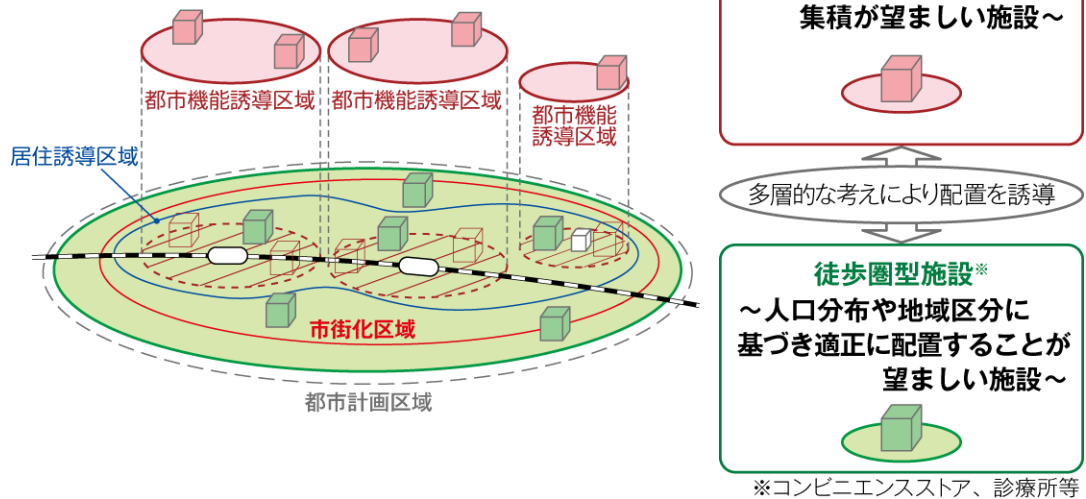 集積が望ましい施設～
都市機能誘導区域
都市機能誘導区域
都市機能
誘導区域
居住誘導区域
多層的な考えにより配置を誘導
市街化区域
都市計画区域
徒歩圏型施設※
～人口分布や地域区分に
基づき適正に配置することが
望ましい施設～
※コンビニエンスストア、診療所等